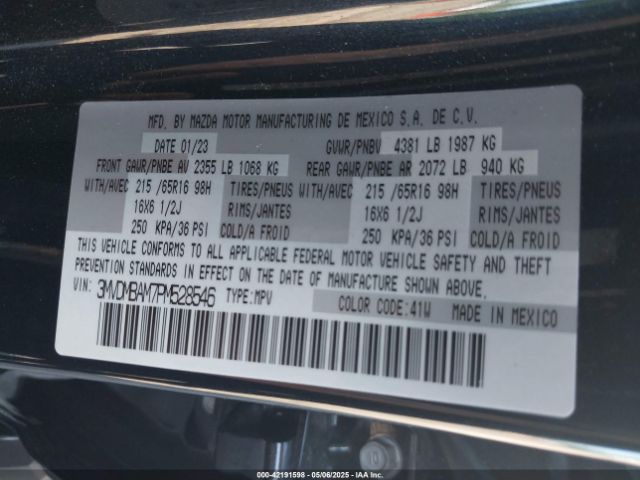 MFD. BY MAZDA MOTOR MANUFACTURING DE MEXICO S.A. DE C.V.
DATE 01/23 GVWR/PNBV 4381 LB 1987 KG
FRONT GAWR/PNBE AV 2355 LB 1068 KG REAR GAWR/PNBE AR 2072 LB 940 KG
WITH/AVEC 215 /65R16 98H TIRES/PNEUS WITH/AVEC 215 /65R16 98H TIRES/PNEUS
16X6 1/2J RIMS/JANTES 16X6 1/2J RIMS/JANTES
250 KPA/36 PSI COLD/A FROID 250 KPA/36 PSI COLD/A FROID
THIS VEHICLE CONFORMS TO ALL APPLICABLE FEDERAL MOTOR VEHICLE SAFETY AND THEFT
PREVENTION STANDARDS IN EFFECT ON THE DATE OF MANUFACTURE SHOWN ABOVE.
VIN: 3MVDMBAM7PM528546 TYPE:MPV COLOR CODE:41W MADE IN MEXICO
000-42191598 - 05/06/2025 - IAAI.COM